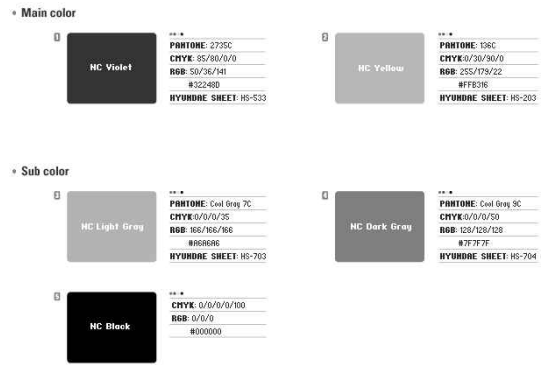 • Main color
1
NC Violet
PANTONE: 2735C
CMYK: 85/80/0/0
RGB: 50/36/141
#32248D
HYUNDAE SHEET: HS-533
2
NC Yellow
PANTONE: 136C
CMYK:0/30/90/0
RGB: 255/179/22
#FFB316
HYUNDAE SHEET: HS-203
• Sub color
3
NC Light Gray
PANTONE: Cool Gray 7C
CMYK:0/0/0/35
RGB: 166/166/166
#A6A6A6
HYUNDAE SHEET: HS-703
4
NC Dark Gray
PANTONE: Cool Gray 9C
CMYK:0/0/0/50
RGB: 128/128/128
#7F7F7F
HYUNDAE SHEET: HS-704
5
NC Black
CMYK: 0/0/0/0/100
RGB: 0/0/0
#000000